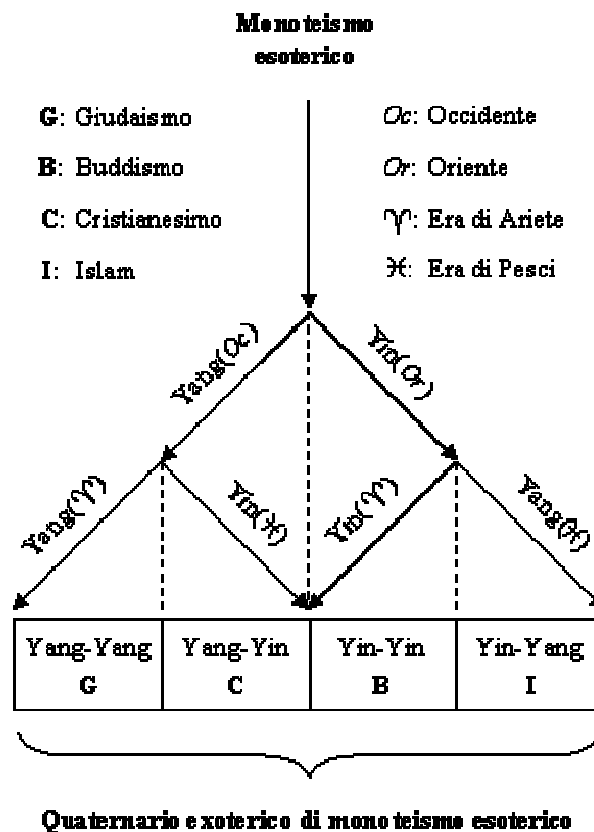 Monoteismo
esoterico
G: Giudaismo
B: Buddismo
C: Cristianesimo
I: Islam
Oc: Occidente
Or: Oriente
♈: Era di Ariete
♓: Era di Pesci
Yang(Oc)
Yin(Or)
Yang(♈)
Yin(♓)
Yin(♈)
Yang(♓)
Yang-Yang
G
Yang-Yin
C
Yin-Yin
B
Yin-Yang
I
Quaternario exoterico di monoteismo esoterico